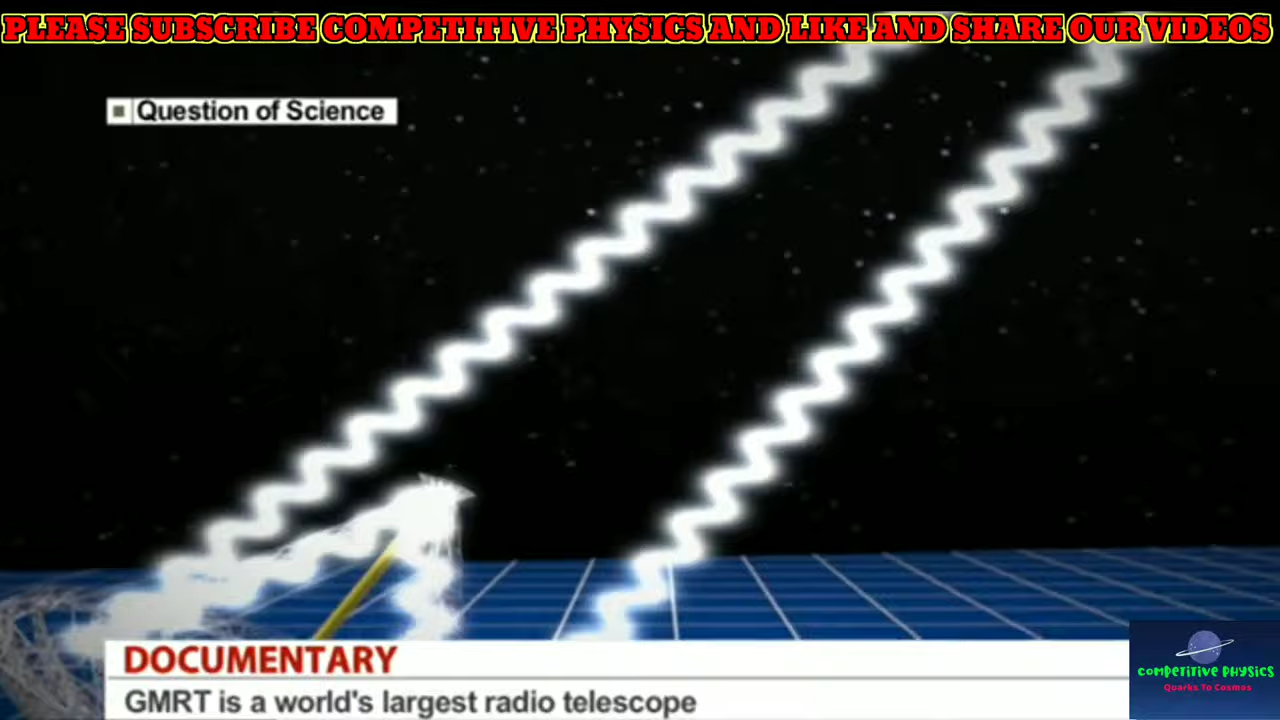 PLEASE SUBSCRIBE COMPETITIVE PHYSICS AND LIKE AND SHARE OUR VIDEOS
Question of Science
DOCUMENTARY
GMRT is a world's largest radio telescope
COMPETITIVE PHYSICS
Quarks To Cosmos